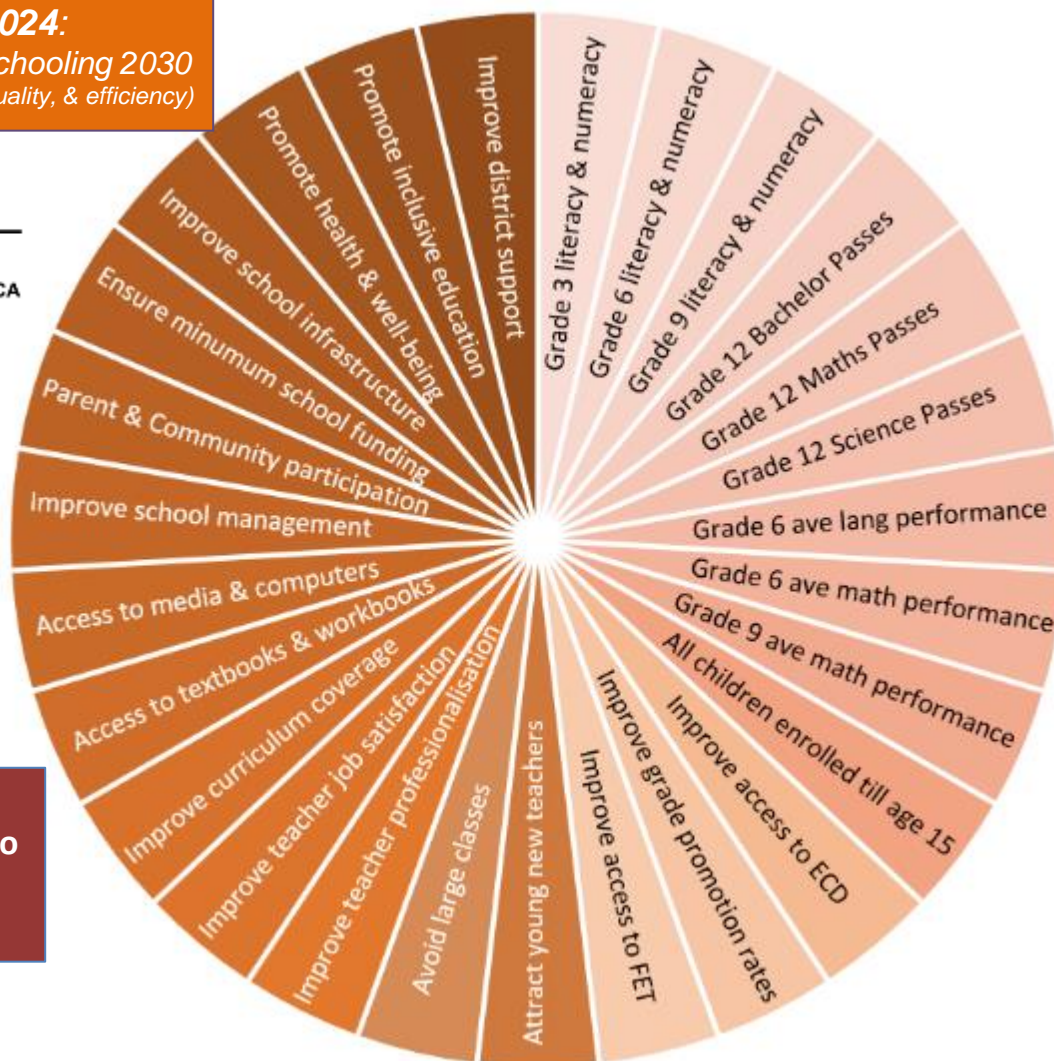 024:
chooling 2030
uality, & efficiency)
CA
o
Grade 3 literacy & numeracy
Grade 6 literacy & numeracy
Grade 9 literacy & numeracy
Grade 12 Bachelor Passes
Grade 12 Maths Passes
Grade 12 Science Passes
Grade 6 ave lang performance
Grade 6 ave math performance
Grade 9 ave math performance
All children enrolled till age 15
Improve access to ECD
Improve grade promotion rates
Improve access to FET
Attract young new teachers
Avoid large classes
Improve teacher professionalisation
Improve teacher job satisfaction
Improve curriculum coverage
Access to textbooks & workbooks
Access to media & computers
Improve school management
Parent & Community participation
Ensure minumum school funding
Improve school infrastructure
Promote health & well-being
Promote inclusive education
Improve district support